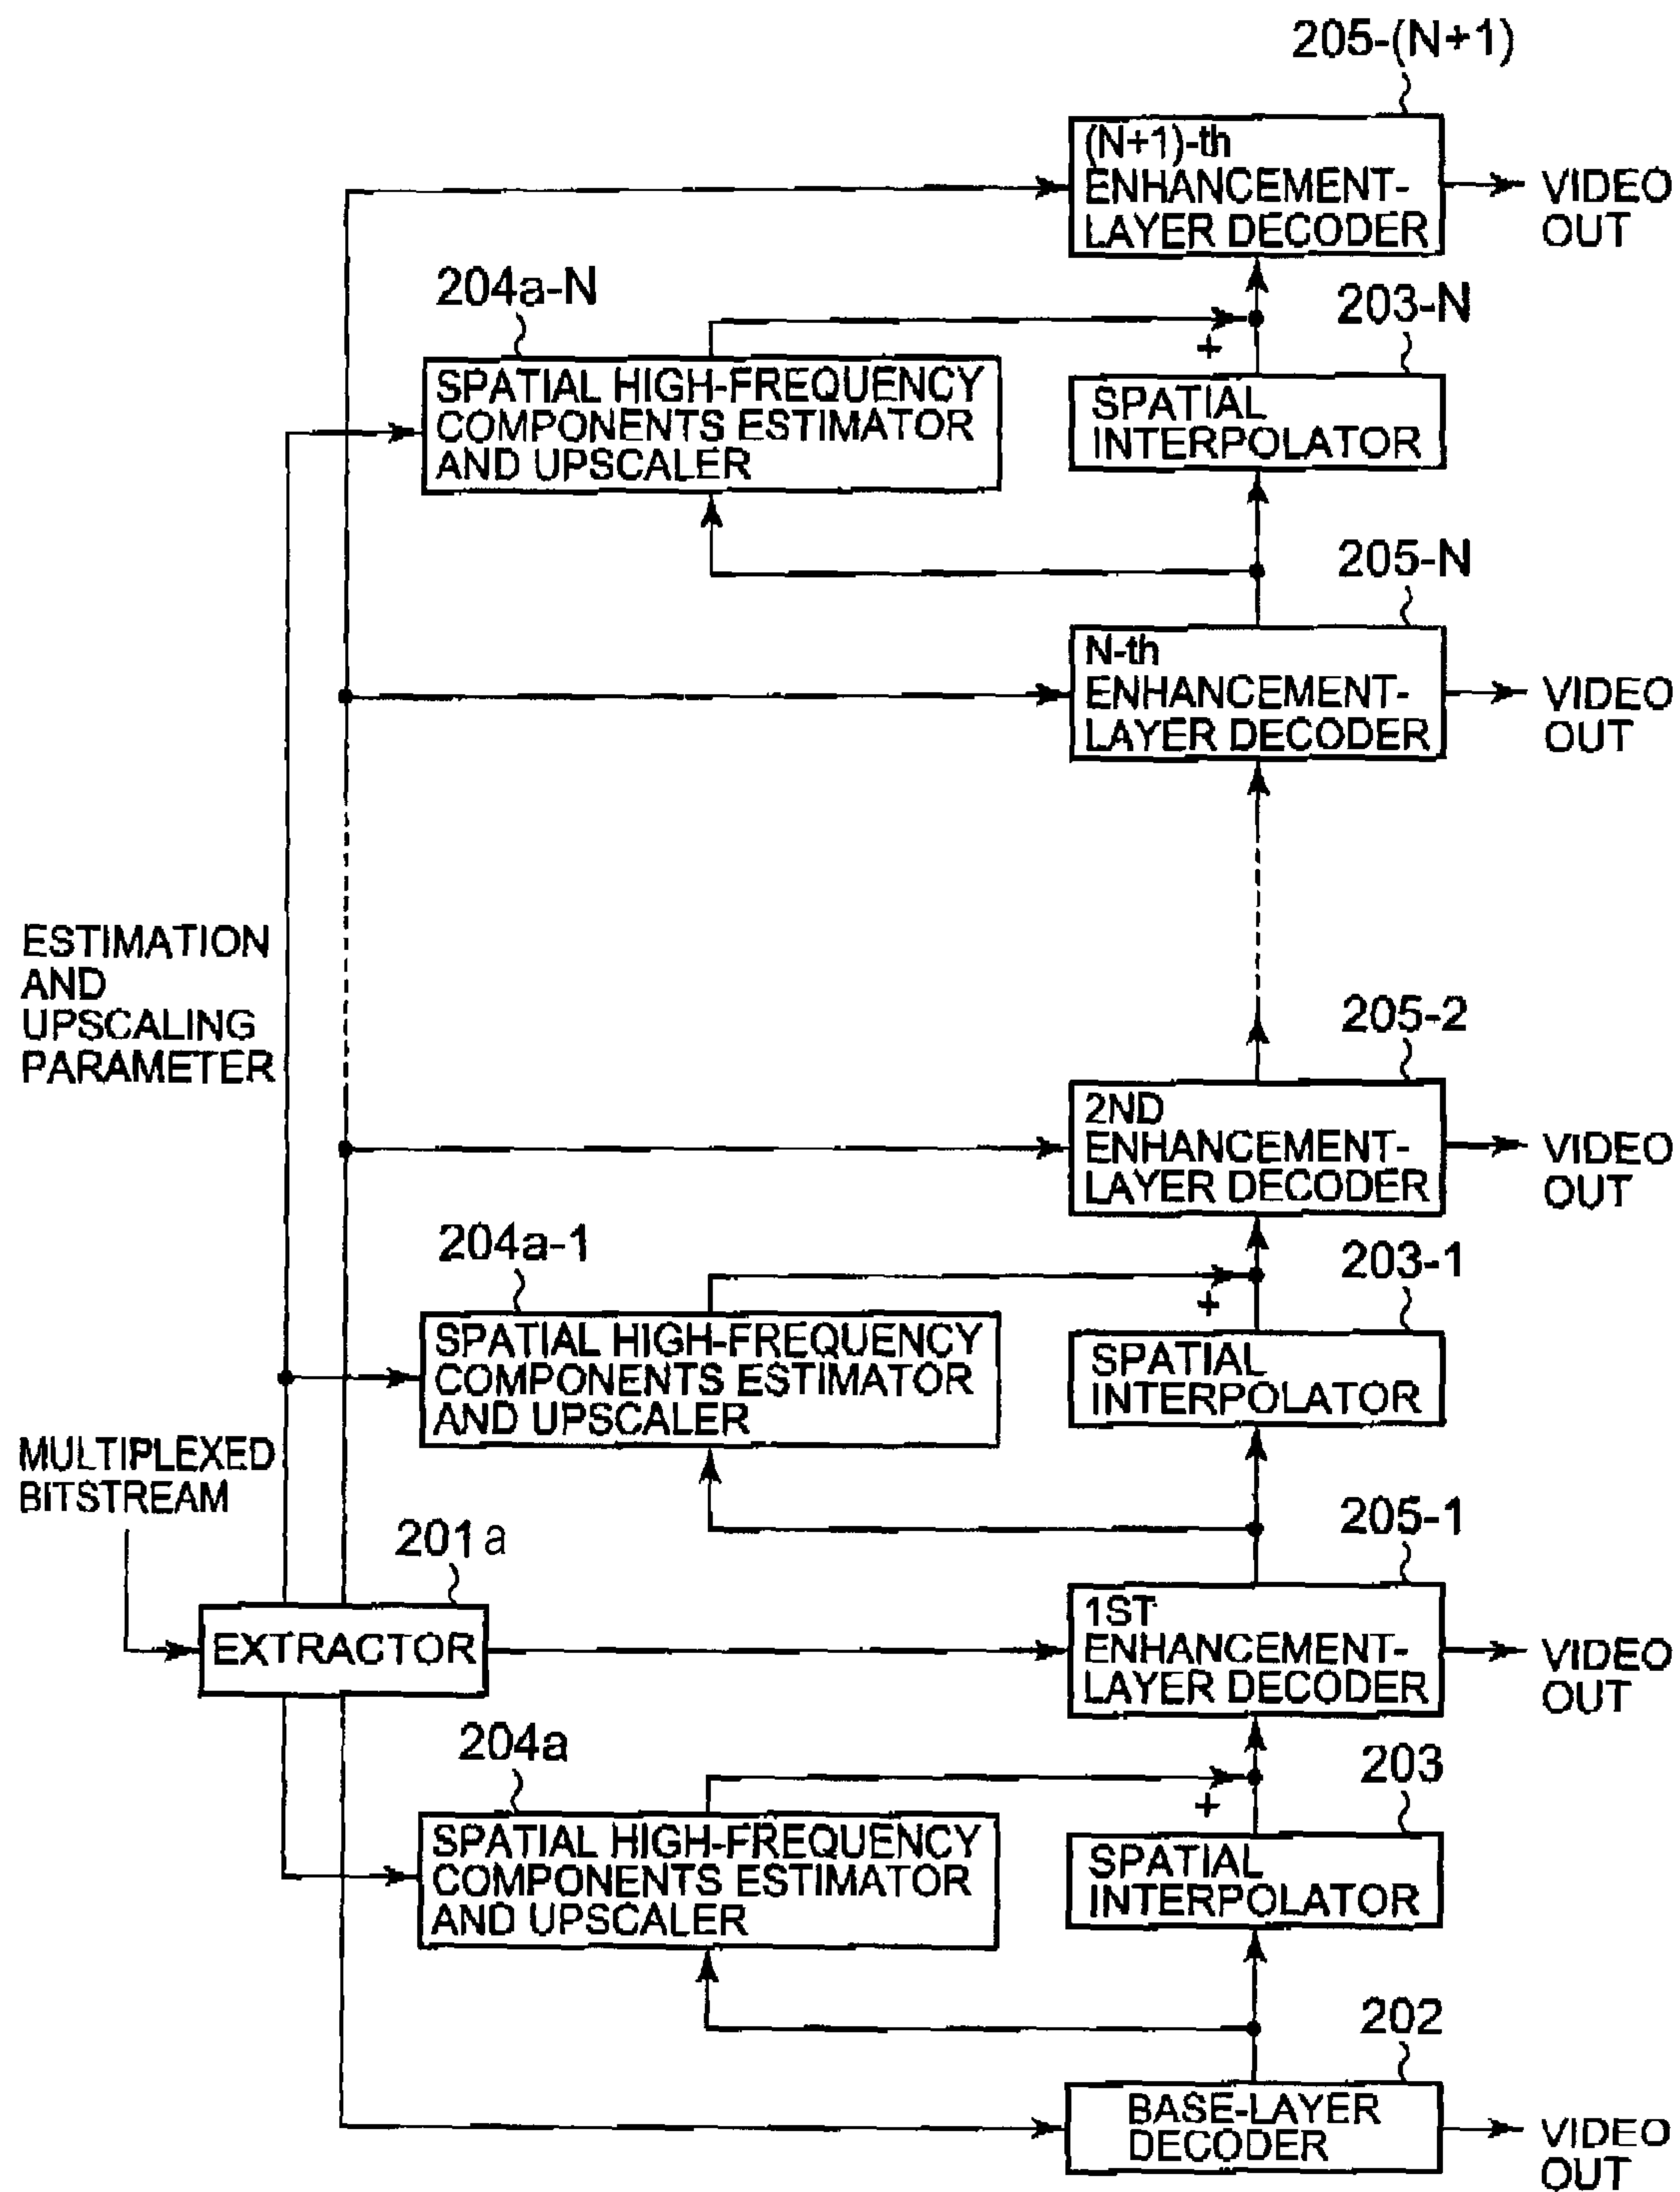 205-(N+1)
(N+1)-th
ENHANCEMENT-
LAYER DECODER
VIDEO
OUT
204a-N
203-N
SPATIAL HIGH-FREQUENCY
COMPONENTS ESTIMATOR
AND UPSCALER
+
SPATIAL
INTERPOLATOR
205-N
N-th
ENHANCEMENT-
LAYER DECODER
VIDEO
OUT
ESTIMATION
AND
UPSCALING
PARAMETER
205-2
2ND
ENHANCEMENT-
LAYER DECODER
VIDEO
OUT
204a-1
203-1
SPATIAL HIGH-FREQUENCY
COMPONENTS ESTIMATOR
AND UPSCALER
+
SPATIAL
INTERPOLATOR
MULTIPLEXED
BITSTREAM
201a
205-1
EXTRACTOR
1ST
ENHANCEMENT-
LAYER DECODER
VIDEO
OUT
204a
203
SPATIAL HIGH-FREQUENCY
COMPONENTS ESTIMATOR
AND UPSCALER
+
SPATIAL
INTERPOLATOR
202
BASE-LAYER
DECODER
VIDEO
OUT